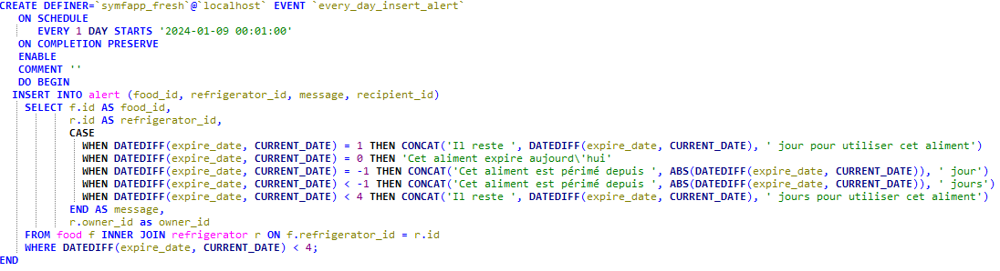 CREATE DEFINER=`symfapp_fresh`@`localhost` EVENT `every_day_insert_alert`
ON SCHEDULE
EVERY 1 DAY STARTS '2024-01-09 00:01:00'
ON COMPLETION PRESERVE
ENABLE
COMMENT ''
DO BEGIN
INSERT INTO alert (food_id, refrigerator_id, message, recipient_id)
SELECT f.id AS food_id,
r.id AS refrigerator_id,
CASE
WHEN DATEDIFF(expire_date, CURRENT_DATE) = 1 THEN CONCAT('Il reste ', DATEDIFF(expire_date, CURRENT_DATE), ' jour pour utiliser cet aliment')
WHEN DATEDIFF(expire_date, CURRENT_DATE) = 0 THEN 'Cet aliment expire aujourd\'hui'
WHEN DATEDIFF(expire_date, CURRENT_DATE) = -1 THEN CONCAT('Cet aliment est périmé depuis ', ABS(DATEDIFF(expire_date, CURRENT_DATE)), ' jour')
WHEN DATEDIFF(expire_date, CURRENT_DATE) < -1 THEN CONCAT('Cet aliment est périmé depuis ', ABS(DATEDIFF(expire_date, CURRENT_DATE)), ' jours')
WHEN DATEDIFF(expire_date, CURRENT_DATE) < 4 THEN CONCAT('Il reste ', DATEDIFF(expire_date, CURRENT_DATE), ' jours pour utiliser cet aliment')
END AS message,
r.owner_id as owner_id
FROM food f INNER JOIN refrigerator r ON f.refrigerator_id = r.id
WHERE DATEDIFF(expire_date, CURRENT_DATE) < 4;
END